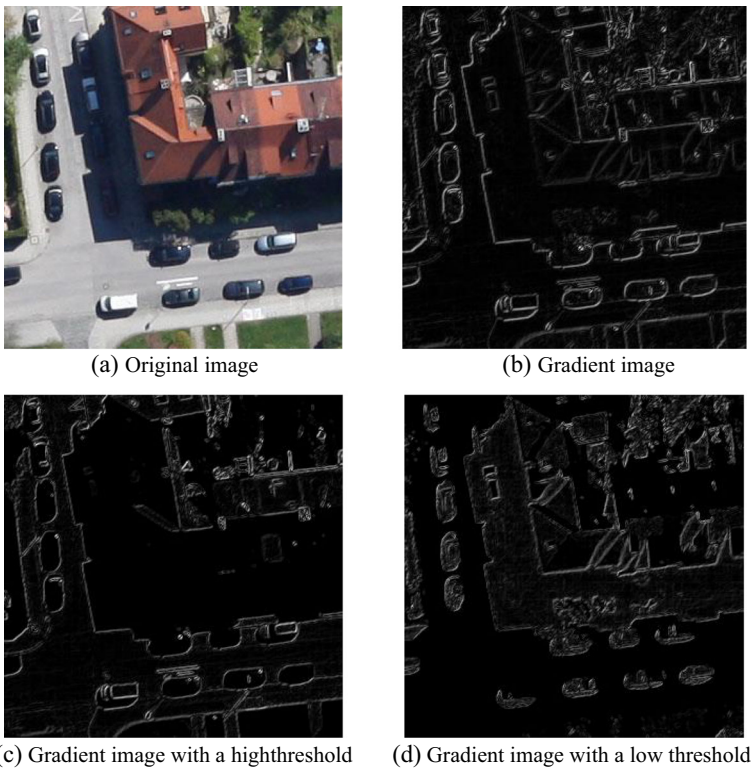 (a) Original image
(b) Gradient image
(c) Gradient image with a highthreshold
(d) Gradient image with a low threshold